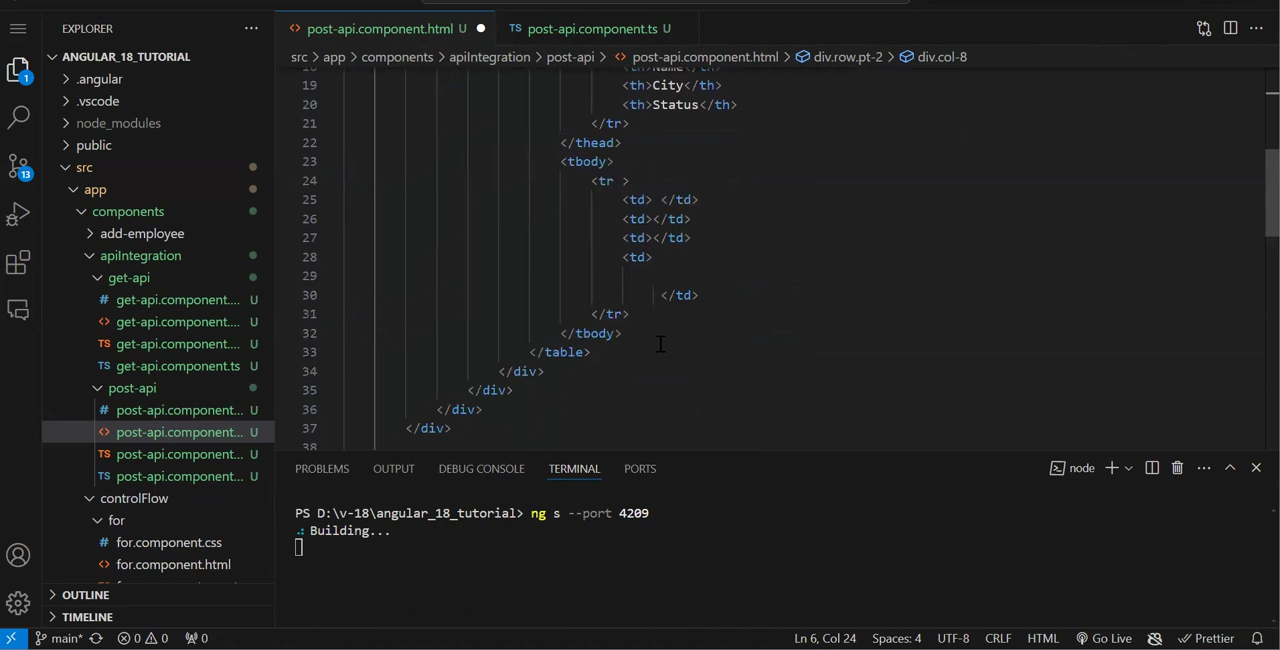 EXPLORER
post-api.component.html U
post-api.component.ts U
ANGULAR_18_TUTORIAL
src > app > components > apiIntegration > post-api > post-api.component.html > div.row.pt-2 > div.col-8
.angular
.vscode
node_modules
public
src
app
components
add-employee
apiIntegration
get-api
# get-api.component.... U
<> get-api.component.... U
TS get-api.component.... U
TS get-api.component.ts U
post-api
# post-api.component... U
<> post-api.component... U
TS post-api.component... U
TS post-api.component... U
controlFlow
for
# for.component.css
<> for.component.html
OUTLINE
TIMELINE
1
13
18 <th>Name</th>
19 <th>City</th>
20 <th>Status</th>
21 </tr>
22 </thead>
23 <tbody>
24 <tr >
25 <td> </td>
26 <td></td>
27 <td></td>
28 <td>
29
30 </td>
31 </tr>
32 </tbody>
33 </table>
34 </div>
35 </div>
36 </div>
37 </div>
38
PROBLEMS OUTPUT DEBUG CONSOLE TERMINAL PORTS
node
PS D:\v-18\angular_18_tutorial> ng s --port 4209
Building...
main* 0 0 0 Ln 6, Col 24 Spaces: 4 UTF-8 CRLF HTML Go Live Prettier